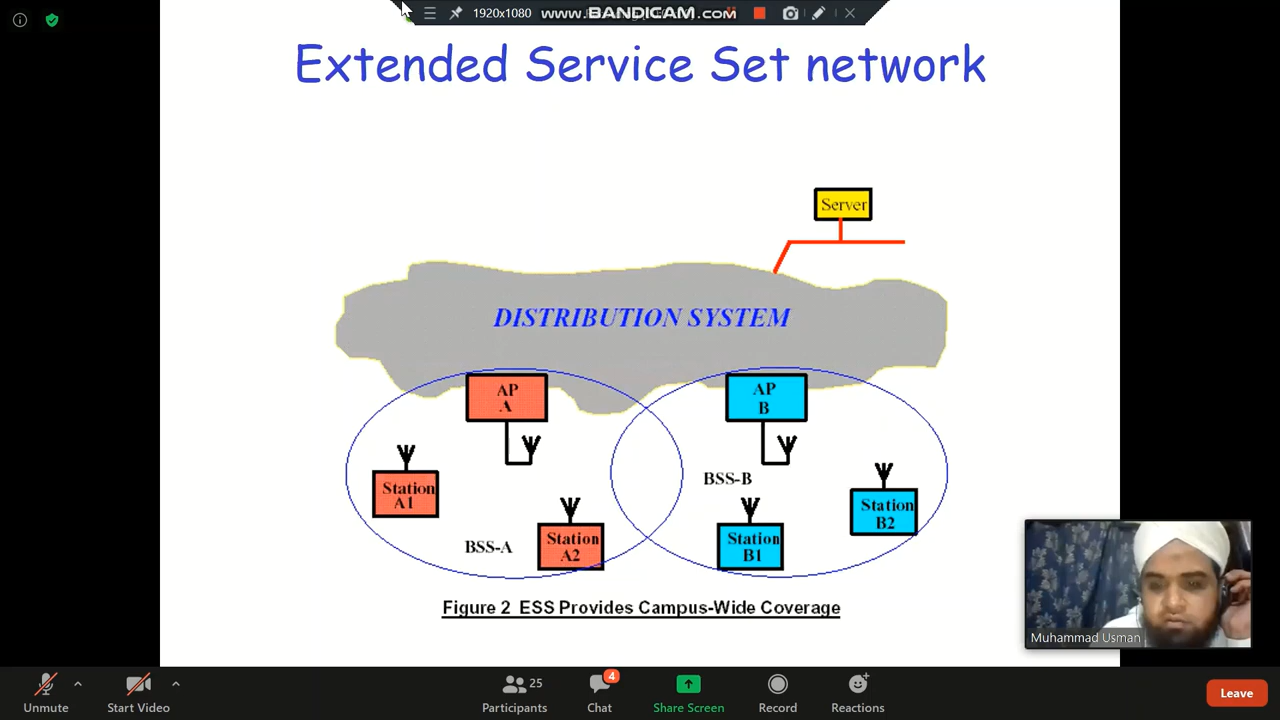 1920x1080
www.BANDICAM.com
Extended Service Set network
Server
DISTRIBUTION SYSTEM
AP
A
AP
B
BSS-B
Station
A1
Station
B2
BSS-A
Station
A2
Station
B1
Figure 2 ESS Provides Campus-Wide Coverage
Muhammad Usman
4
25
Unmute
Start Video
Participants
Chat
Share Screen
Record
Reactions
Leave